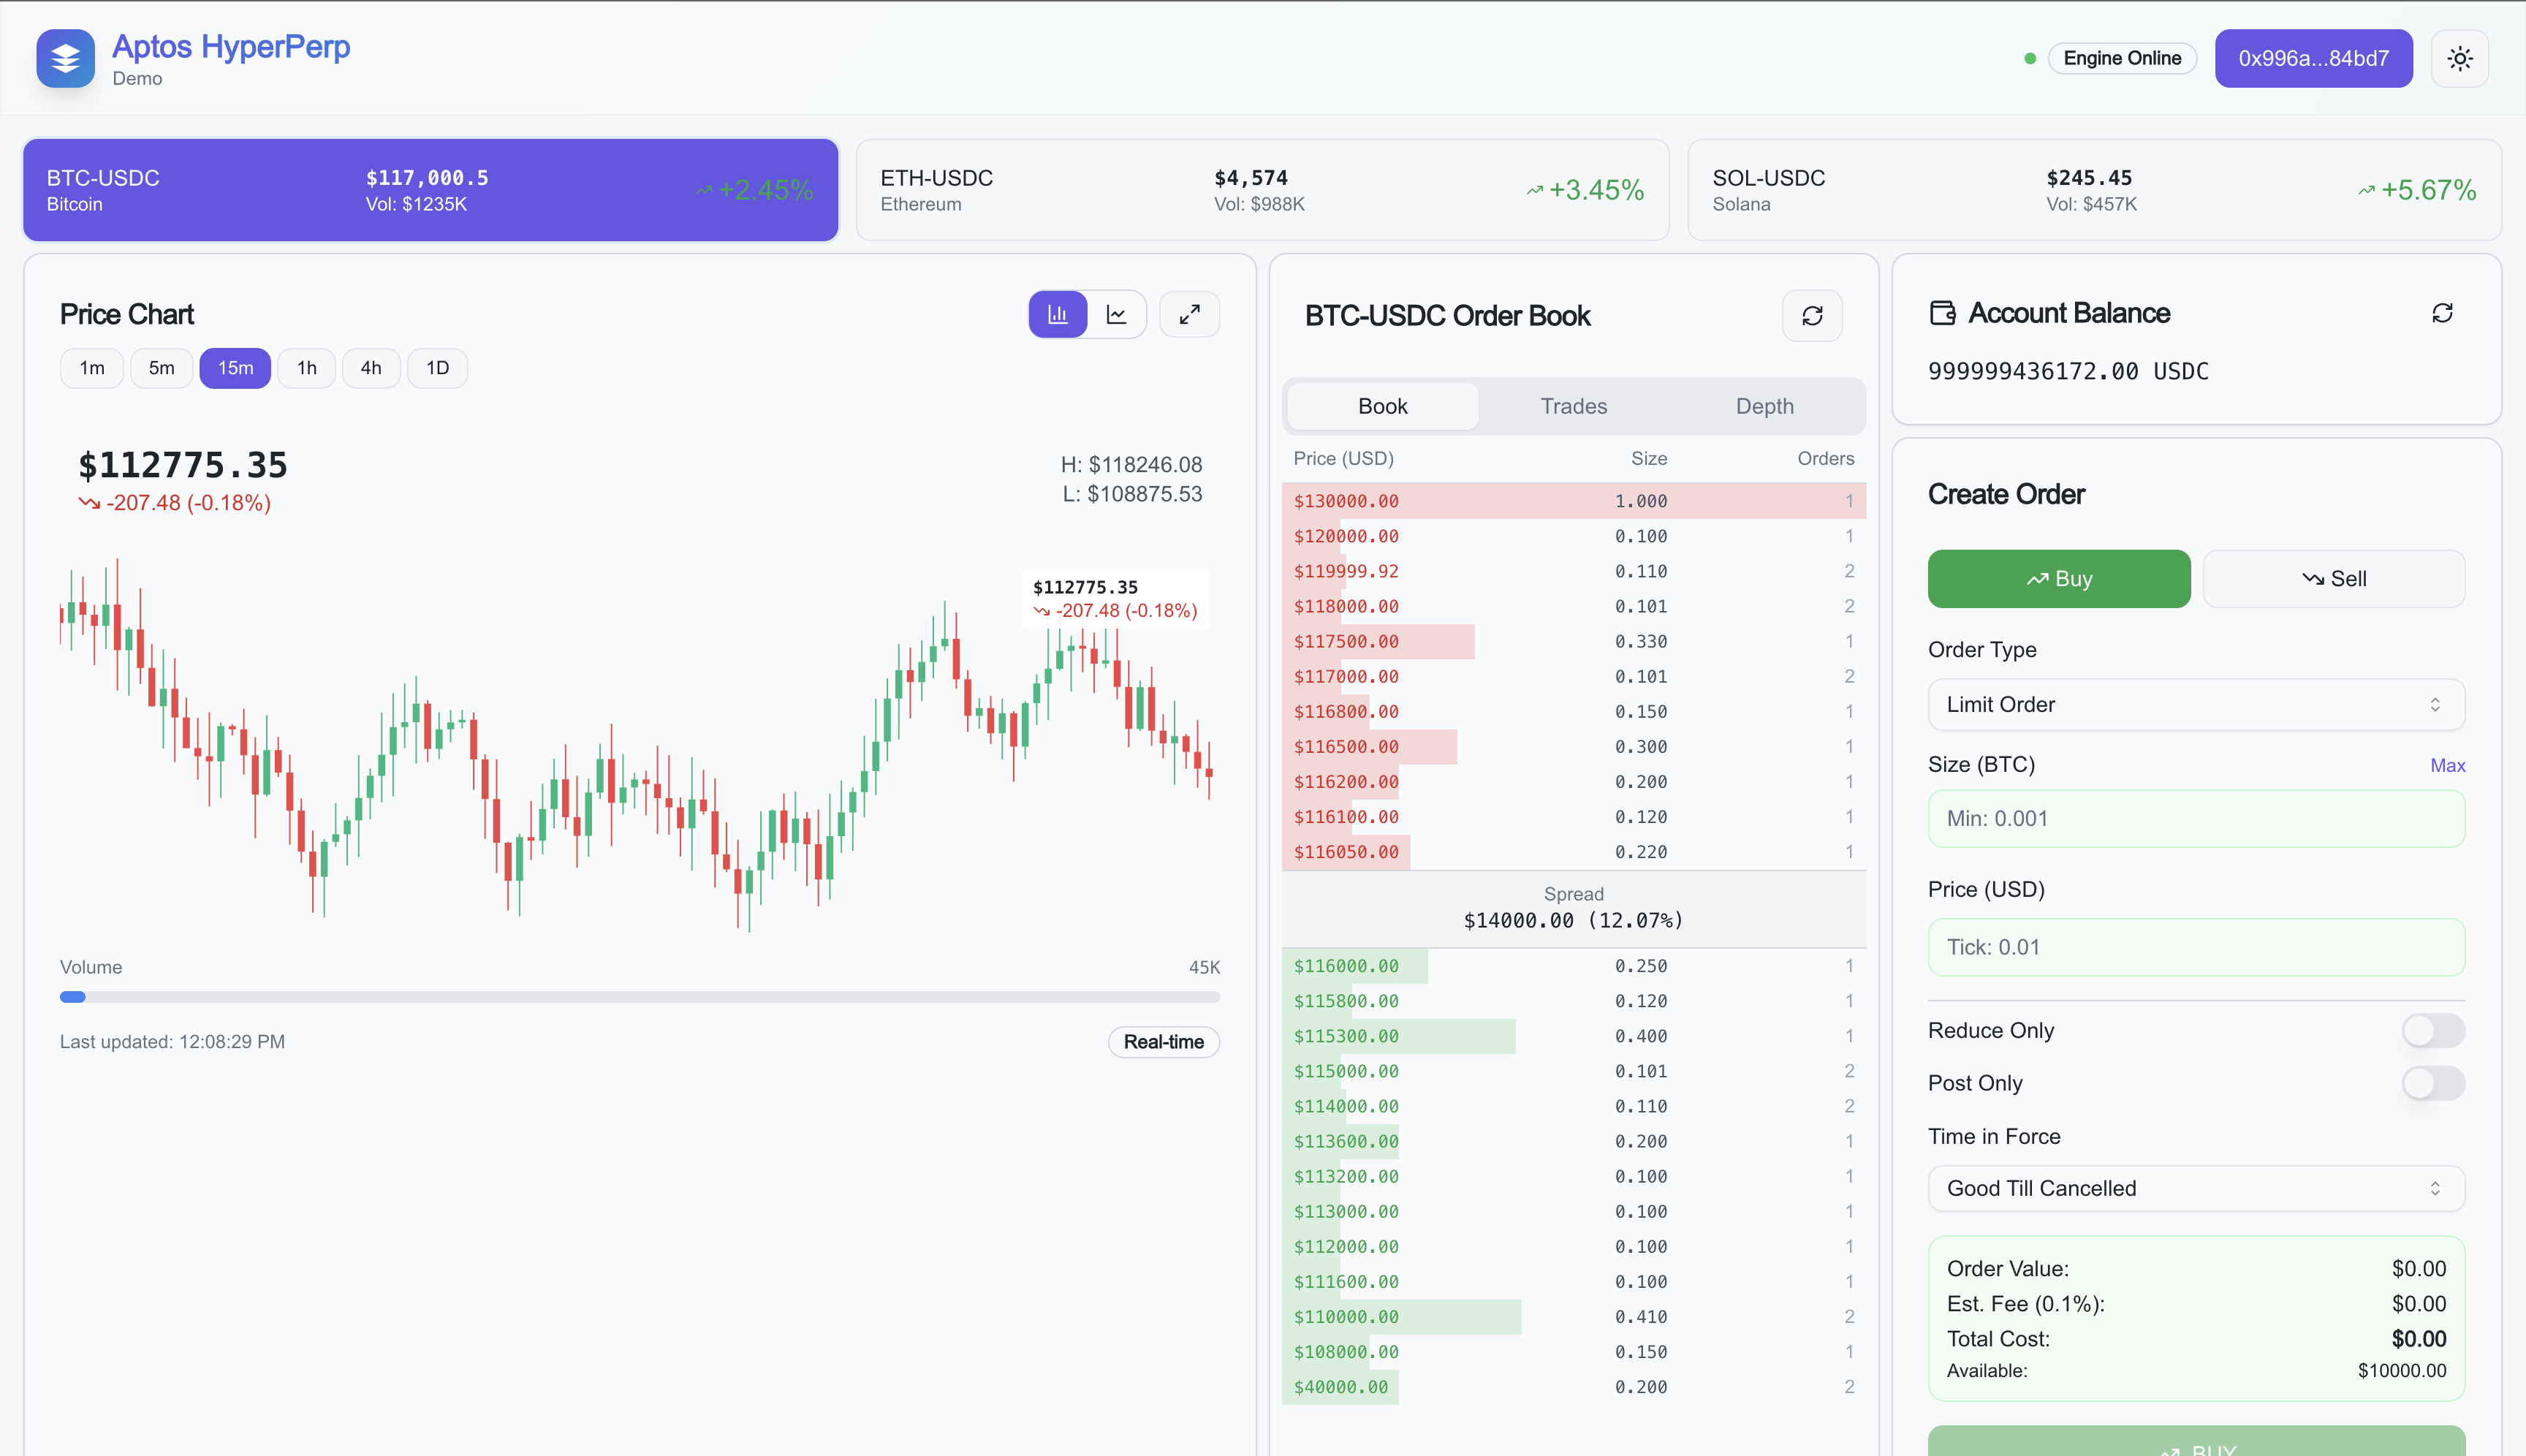 Aptos HyperPerp
Demo
Engine Online
0x996a...84bd7
BTC-USDC
Bitcoin
$117,000.5
Vol: $1235K
+2.45%
ETH-USDC
Ethereum
$4,574
Vol: $988K
+3.45%
SOL-USDC
Solana
$245.45
Vol: $457K
+5.67%
Price Chart
1m 5m 15m 1h 4h 1D
$112775.35
-207.48 (-0.18%)
H: $118246.08
L: $108875.53
$112775.35
-207.48 (-0.18%)
Volume 45K
Last updated: 12:08:29 PM
Real-time
BTC-USDC Order Book
Book Trades Depth
Price (USD) Size Orders
$130000.00 1.000 1
$120000.00 0.100 1
$119999.92 0.110 2
$118000.00 0.101 2
$117500.00 0.330 1
$117000.00 0.101 2
$116800.00 0.150 1
$116500.00 0.300 1
$116200.00 0.200 1
$116100.00 0.120 1
$116050.00 0.220 1
Spread
$14000.00 (12.07%)
$116000.00 0.250 1
$115800.00 0.120 1
$115300.00 0.400 1
$115000.00 0.101 2
$114000.00 0.110 2
$113600.00 0.200 1
$113200.00 0.100 1
$113000.00 0.100 1
$112000.00 0.100 1
$111600.00 0.100 1
$110000.00 0.410 2
$108000.00 0.150 1
$40000.00 0.200 2
Account Balance
999999436172.00 USDC
Create Order
Buy Sell
Order Type
Limit Order
Size (BTC) Max
Min: 0.001
Price (USD)
Tick: 0.01
Reduce Only
Post Only
Time in Force
Good Till Cancelled
Order Value: $0.00
Est. Fee (0.1%): $0.00
Total Cost: $0.00
Available: $10000.00
BUY